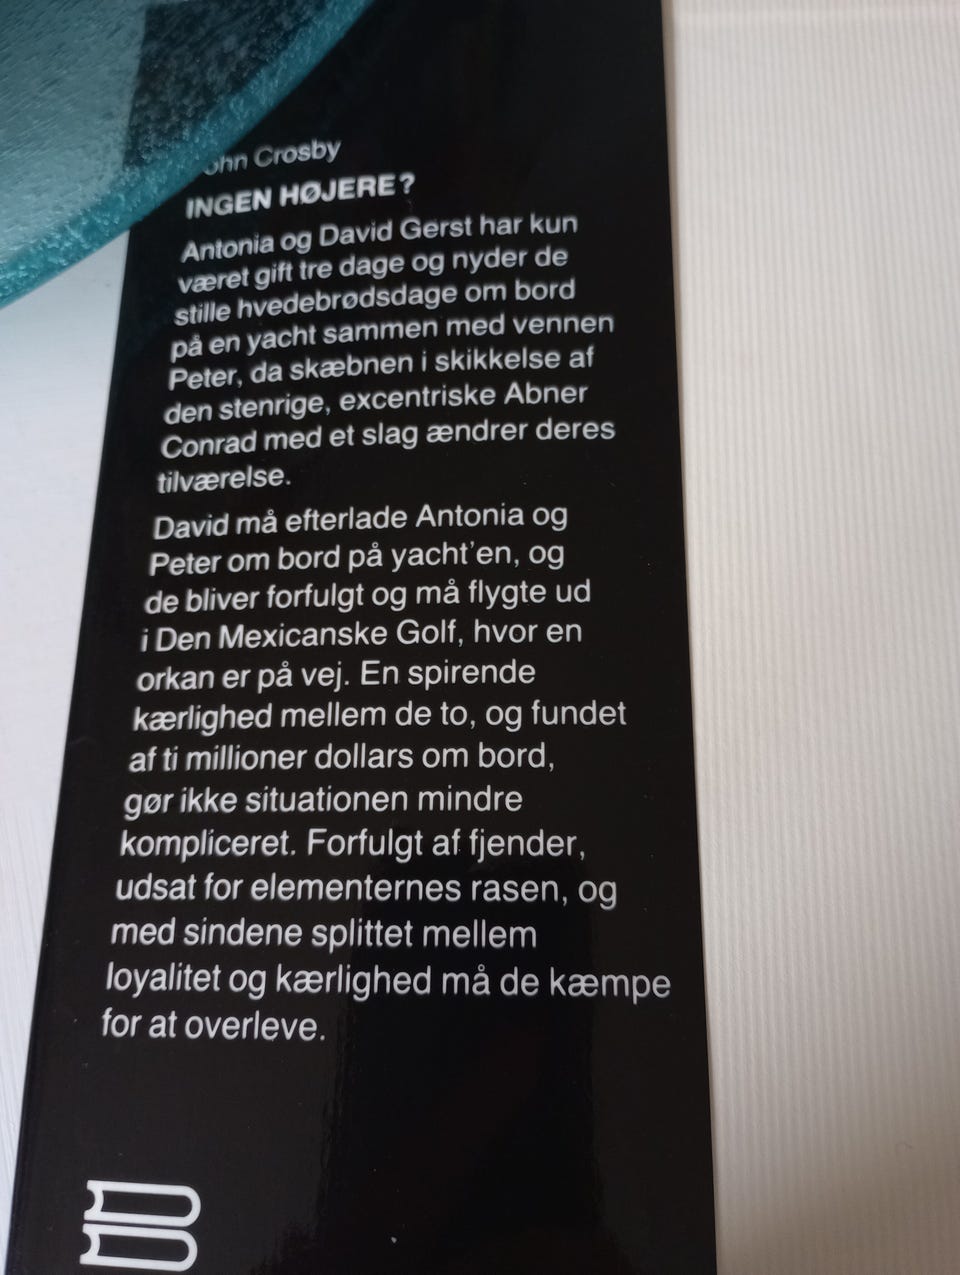 John Crosby
INGEN HØJERE?
Antonia og David Gerst har kun
været gift tre dage og nyder de
stille hvedebrødsdage om bord
på en yacht sammen med vennen
Peter, da skæbnen i skikkelse af
den stenrige, excentriske Abner
Conrad med et slag ændrer deres
tilværelse.
David må efterlade Antonia og
Peter om bord på yacht'en, og
de bliver forfulgt og må flygte ud
i Den Mexicanske Golf, hvor en
orkan er på vej. En spirende
kærlighed mellem de to, og fundet
af ti millioner dollars om bord,
gør ikke situationen mindre
kompliceret. Forfulgt af fjender,
udsat for elementernes rasen, og
med sindene splittet mellem
loyalitet og kærlighed må de kæmpe
for at overleve.